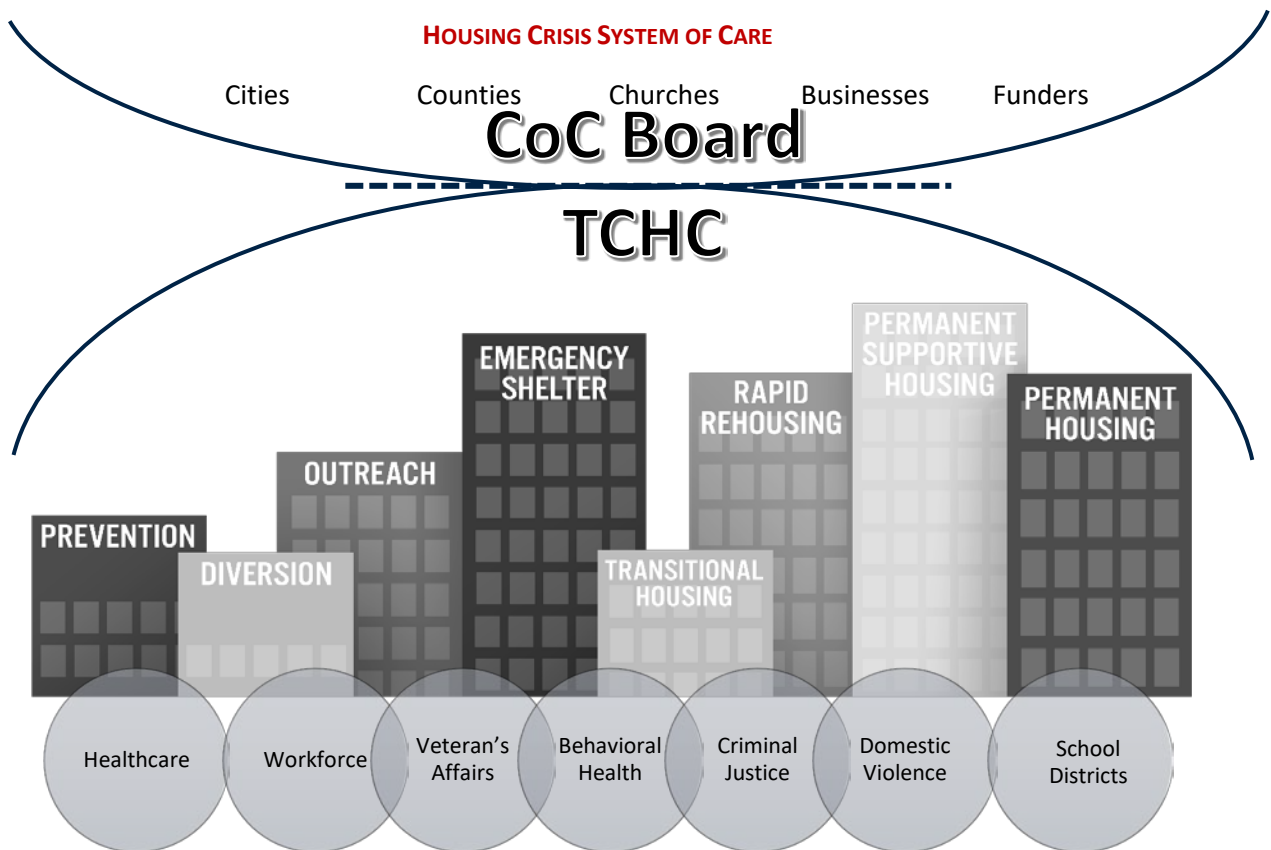 HOUSING CRISIS SYSTEM OF CARE
Cities Counties Churches Businesses Funders
CoC Board
TCHC
PREVENTION
DIVERSION
OUTREACH
EMERGENCY
SHELTER
TRANSITIONAL
HOUSING
RAPID
REHOUSING
PERMANENT
SUPPORTIVE
HOUSING
PERMANENT
HOUSING
Healthcare
Workforce
Veteran’s
Affairs
Behavioral
Health
Criminal
Justice
Domestic
Violence
School
Districts